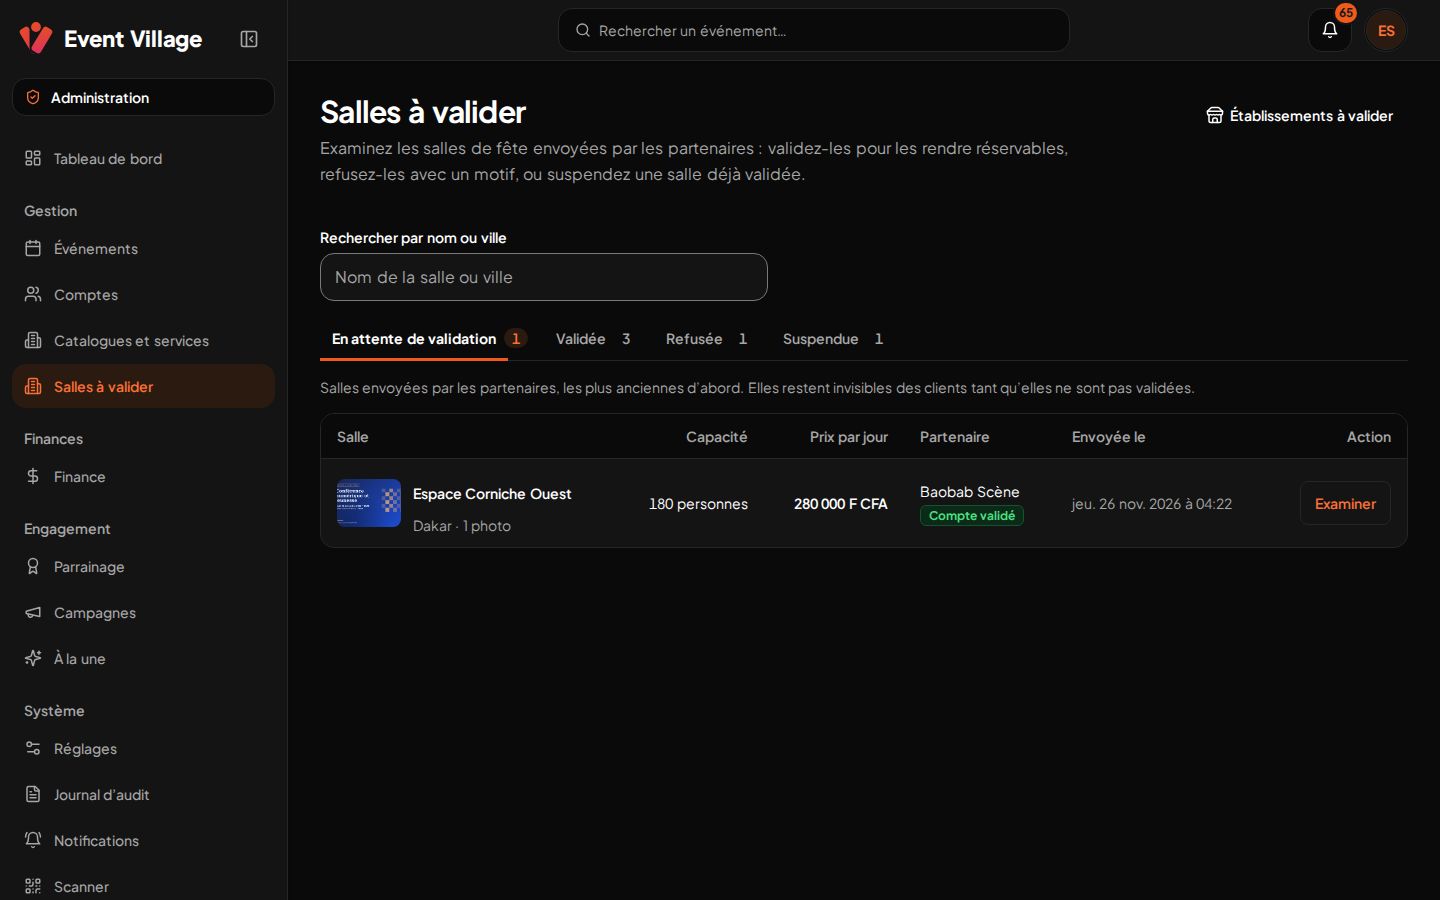 Event Village
Rechercher un événement…
65
ES
Administration
Tableau de bord
Gestion
Événements
Comptes
Catalogues et services
Salles à valider
Finances
Finance
Engagement
Parrainage
Campagnes
À la une
Système
Réglages
Journal d’audit
Notifications
Scanner
Salles à valider
Établissements à valider
Examinez les salles de fête envoyées par les partenaires : validez-les pour les rendre réservables,
refusez-les avec un motif, ou suspendez une salle déjà validée.
Rechercher par nom ou ville
Nom de la salle ou ville
En attente de validation 1 Validée 3 Refusée 1 Suspendue 1
Salles envoyées par les partenaires, les plus anciennes d’abord. Elles restent invisibles des clients tant qu’elles ne sont pas validées.
Salle Capacité Prix par jour Partenaire Envoyée le Action
Espace Corniche Ouest
Dakar · 1 photo
180 personnes
280 000 F CFA
Baobab Scène
Compte validé
jeu. 26 nov. 2026 à 04:22
Examiner